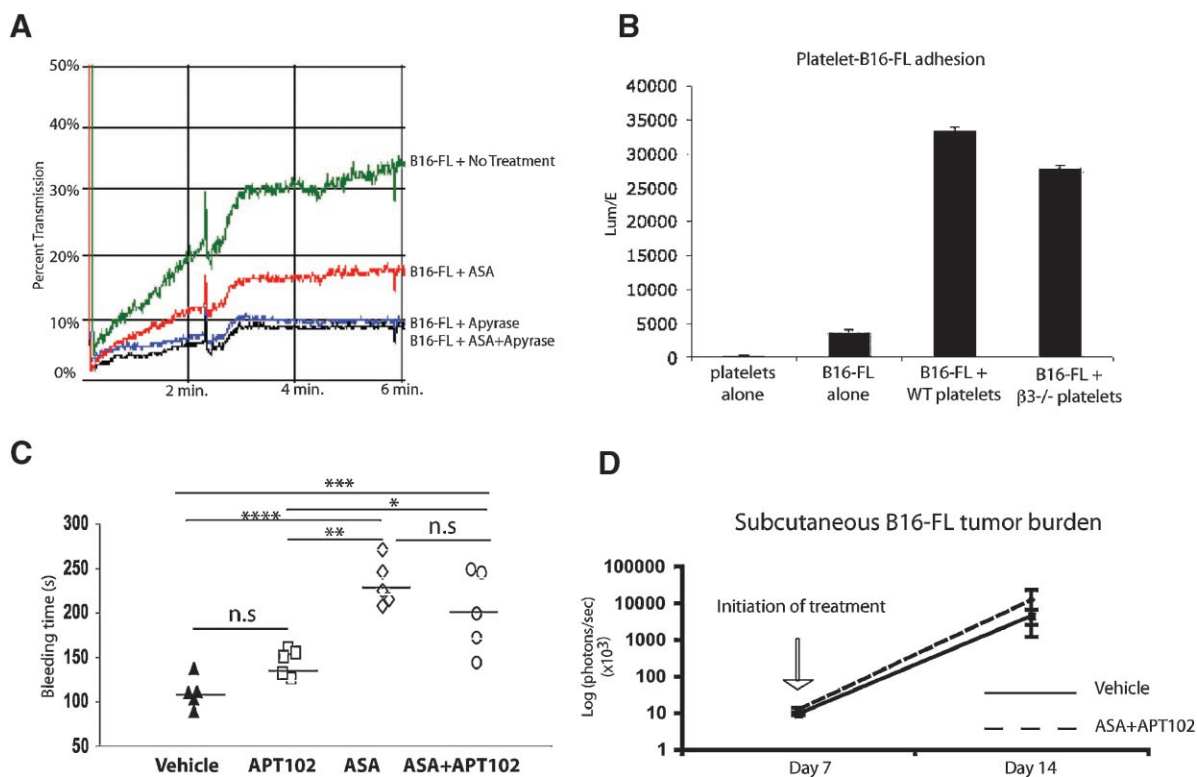 A
50%
40%
30%
20%
10%
0%
Percent Transmission
2 min.
4 min.
6 min.
B16-FL + No Treatment
B16-FL + ASA
B16-FL + Apyrase
B16-FL + ASA+Apyrase
B
Platelet-B16-FL adhesion
40000
35000
30000
25000
20000
15000
10000
5000
0
Lum/E
platelets
alone
B16-FL
alone
B16-FL +
WT platelets
B16-FL +
β3-/- platelets
C
***
*
****
**
n.s
n.s
300
250
200
150
100
50
Bleeding time (s)
Vehicle
APT102
ASA
ASA+APT102
D
Subcutaneous B16-FL tumor burden
100000
10000
1000
100
10
1
Log (photons/sec)
(x10³)
Initiation of treatment
Vehicle
ASA+APT102
Day 7
Day 14